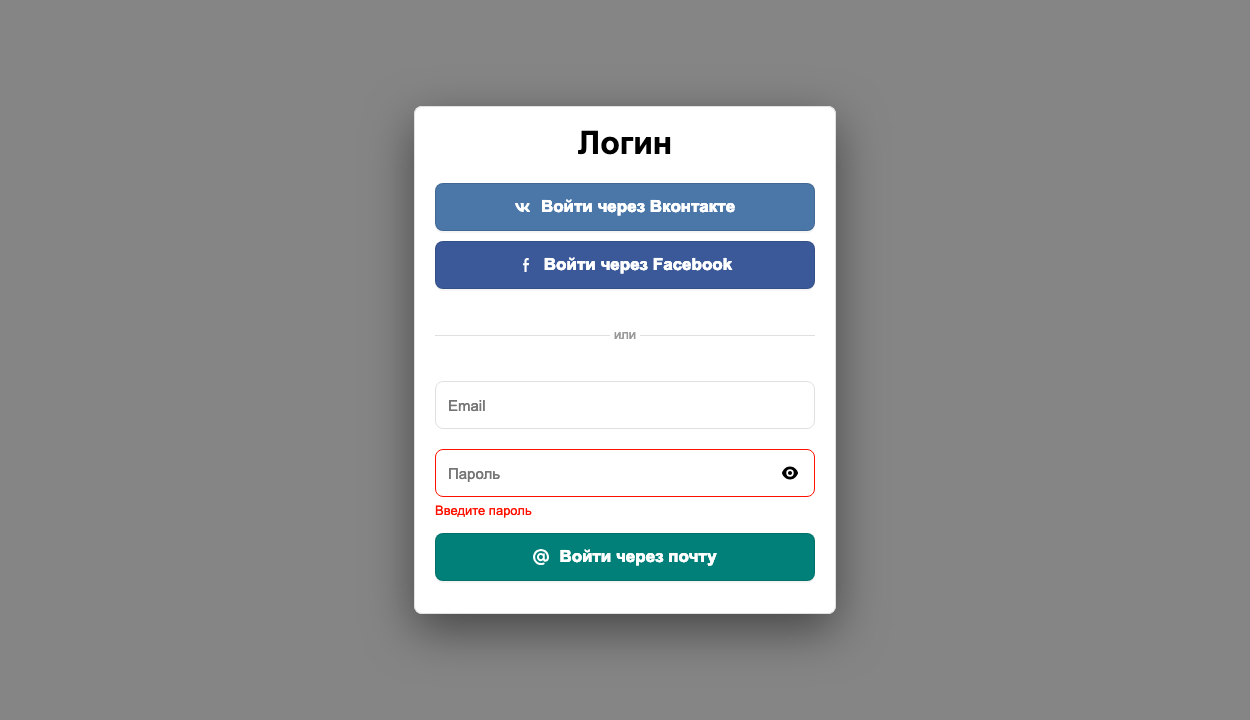 Логин
Войти через Вконтакте
Войти через Facebook
или
Email
Пароль
Введите пароль
@ Войти через почту